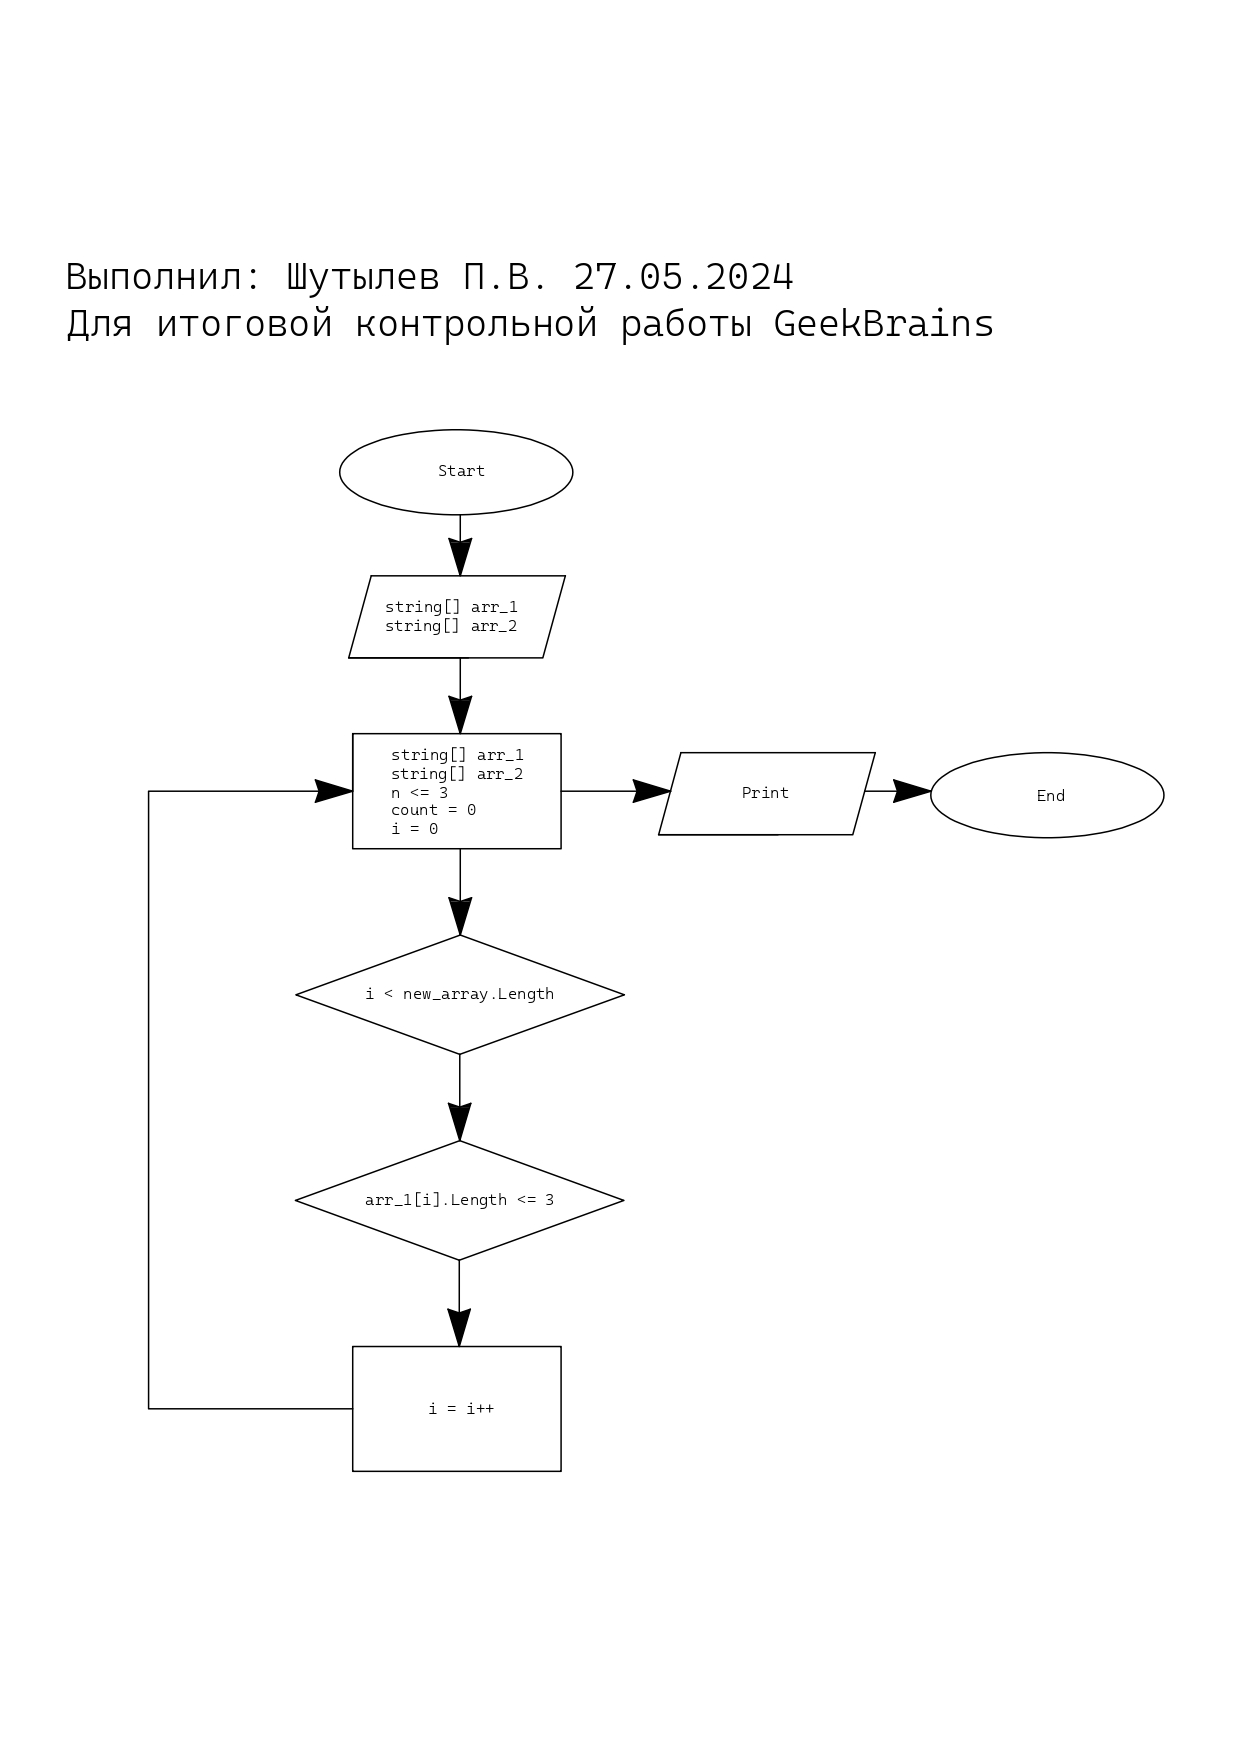 Выполнил: Шутылев П.В. 27.05.2024
Для итоговой контрольной работы GeekBrains
Start
string[] arr_1
string[] arr_2
string[] arr_1
string[] arr_2
n <= 3
count = 0
i = 0
Print
End
i < new_array.Length
arr_1[i].Length <= 3
i = i++